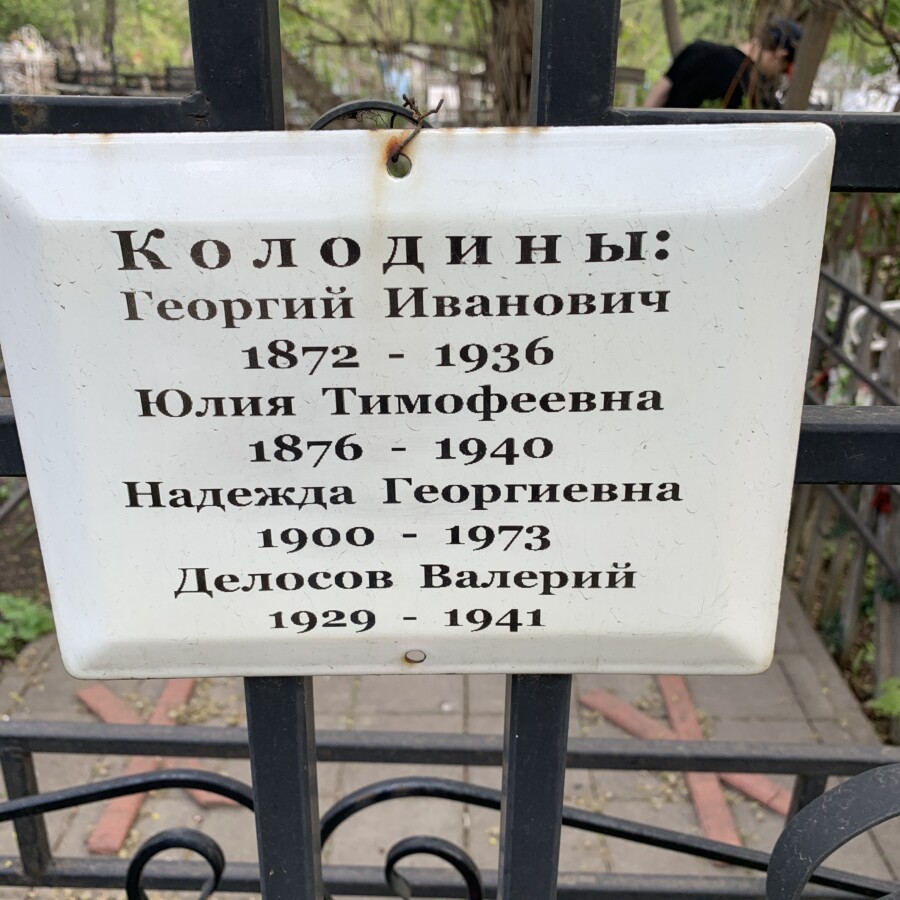 Колодины:
Георгий Иванович
1872 - 1936
Юлия Тимофеевна
1876 - 1940
Надежда Георгиевна
1900 - 1973
Делосов Валерий
1929 - 1941